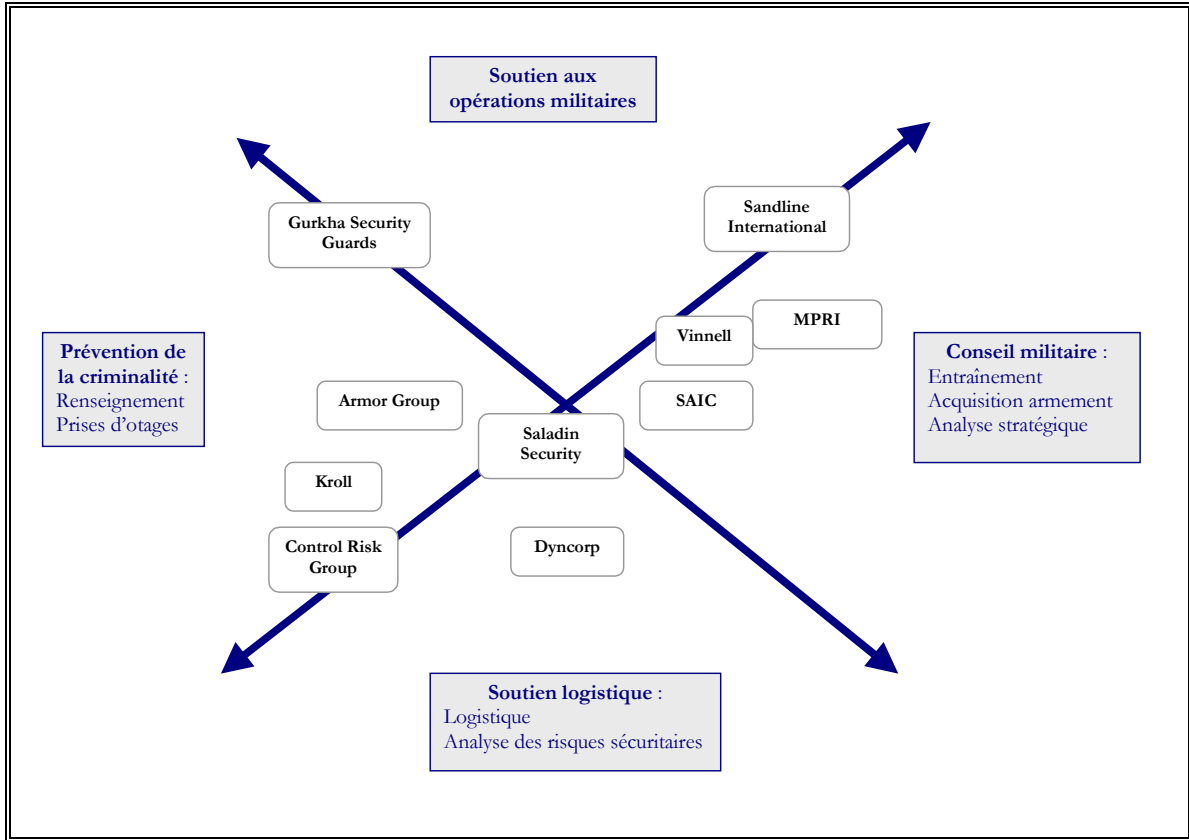 Soutien aux
opérations militaires
Gurkha Security
Guards
Sandline
International
Vinnell
MPRI
Prévention de
la criminalité :
Renseignement
Prises d'otages
Conseil militaire :
Entraînement
Acquisition armement
Analyse stratégique
Armor Group
SAIC
Saladin
Security
Kroll
Control Risk
Group
Dyncorp
Soutien logistique :
Logistique
Analyse des risques sécuritaires